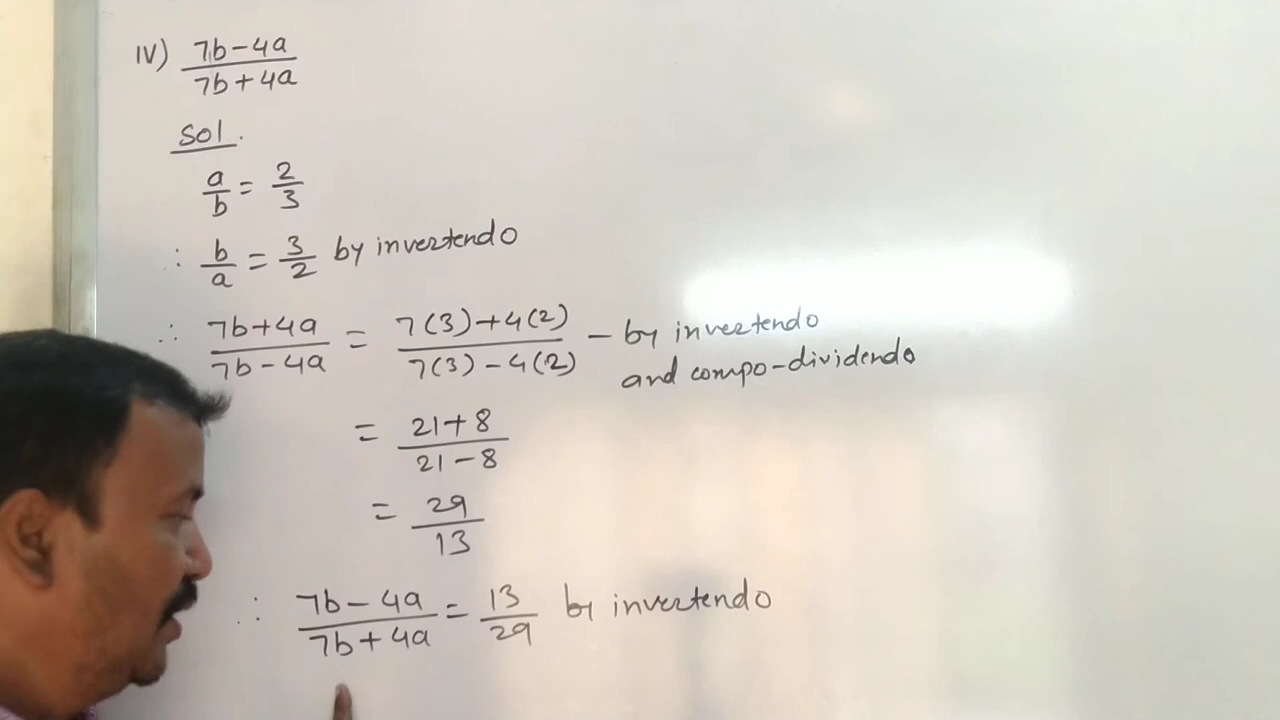 IV) (7b-4a)/(7b+4a)
Sol.
a/b = 2/3
∴ b/a = 3/2 by invertendo
∴ (7b+4a)/(7b-4a) = (7(3)+4(2))/(7(3)-4(2)) - by invertendo
and compo-dividendo
= (21+8)/(21-8)
= 29/13
∴ (7b-4a)/(7b+4a) = 13/29 by invertendo